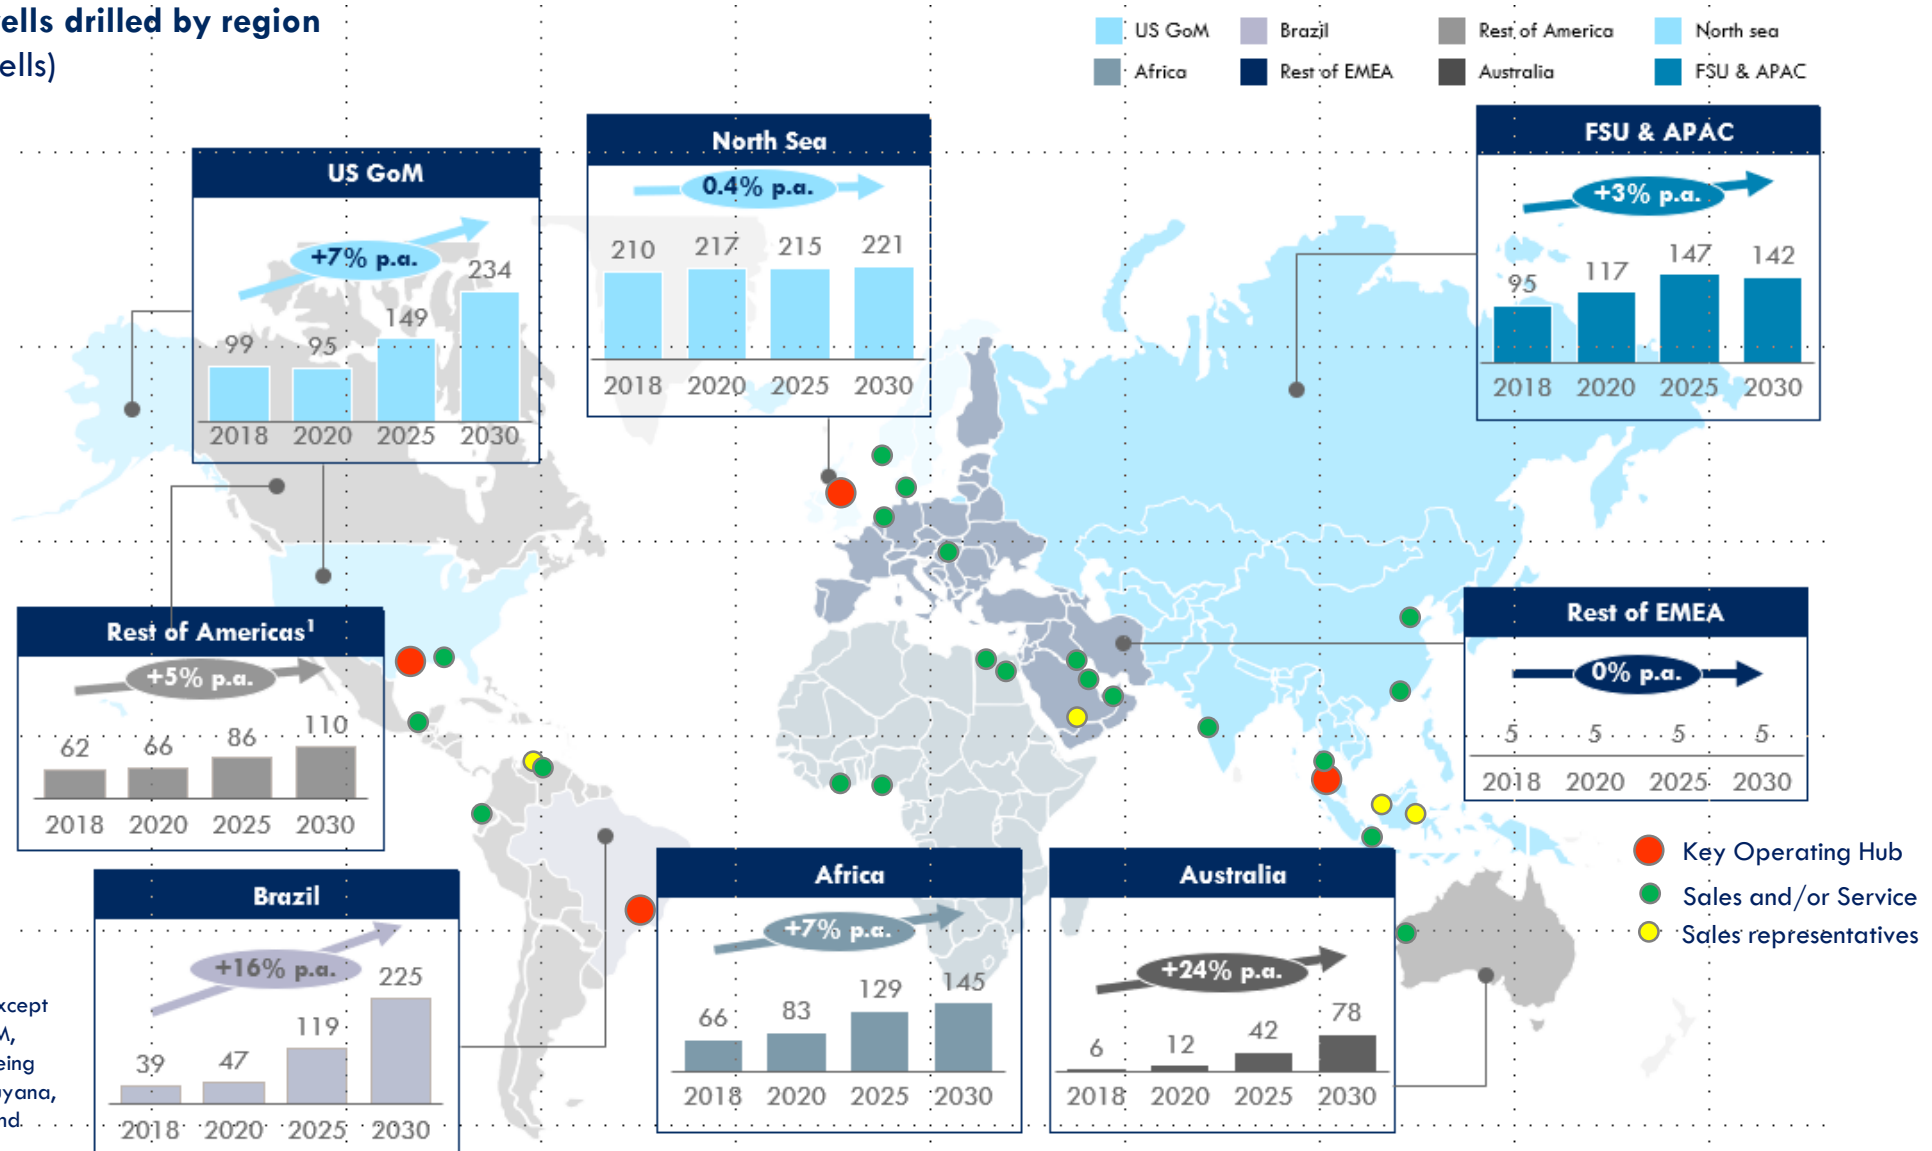 ells drilled by region
ells)
US GoM
Brazil
Rest of America
North sea
Africa
Rest of EMEA
Australia
FSU & APAC
US GoM
+7% p.a.
99 95 149 234
2018 2020 2025 2030
North Sea
0.4% p.a.
210 217 215 221
2018 2020 2025 2030
FSU & APAC
+3% p.a.
95 117 147 142
2018 2020 2025 2030
Rest of Americas¹
+5% p.a.
62 66 86 110
2018 2020 2025 2030
Rest of EMEA
0% p.a.
5 5 5 5
2018 2020 2025 2030
Brazil
+16% p.a.
39 47 119 225
2018 2020 2025 2030
Africa
+7% p.a.
66 83 129 145
2018 2020 2025 2030
Australia
+24% p.a.
6 12 42 78
2018 2020 2025 2030
Key Operating Hub
Sales and/or Service
Sales representatives
xcept
M,
eing
yana,
nd